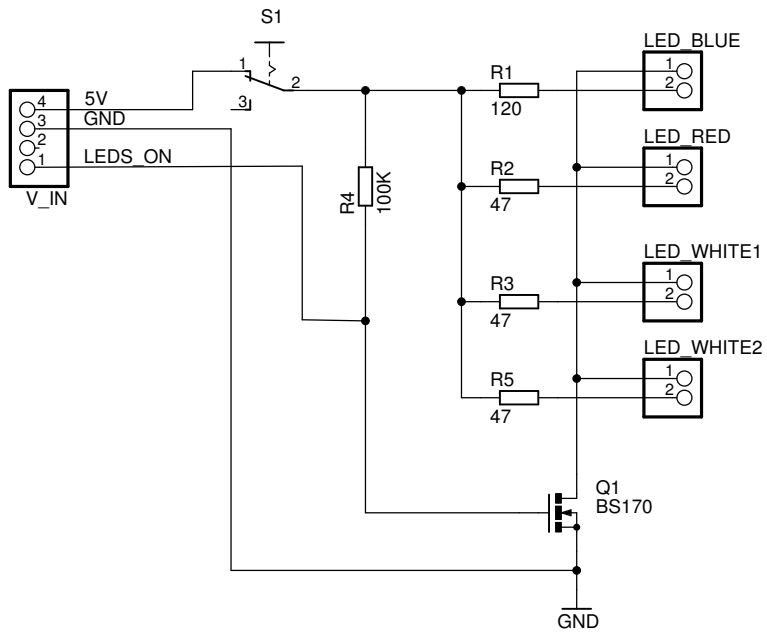 S1
1
2
3
4
5V
3
GND
2
1
LEDS_ON
V_IN
R4
100K
R1
120
R2
47
R3
47
R5
47
LED_BLUE
1
2
LED_RED
1
2
LED_WHITE1
1
2
LED_WHITE2
1
2
Q1
BS170
GND